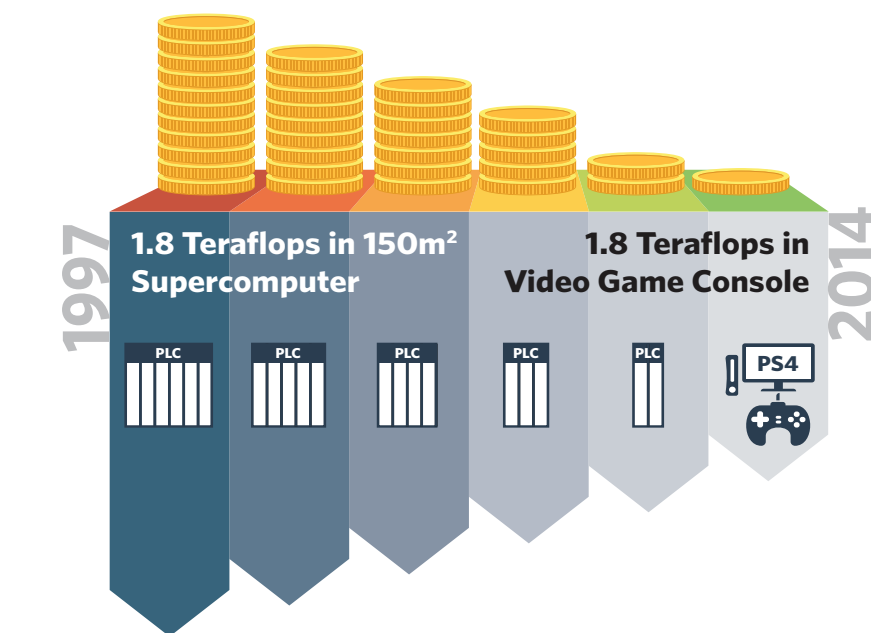 1997
1.8 Teraflops in 150m²
Supercomputer
1.8 Teraflops in
Video Game Console
2014
PLC
PLC
PLC
PLC
PLC
PS4